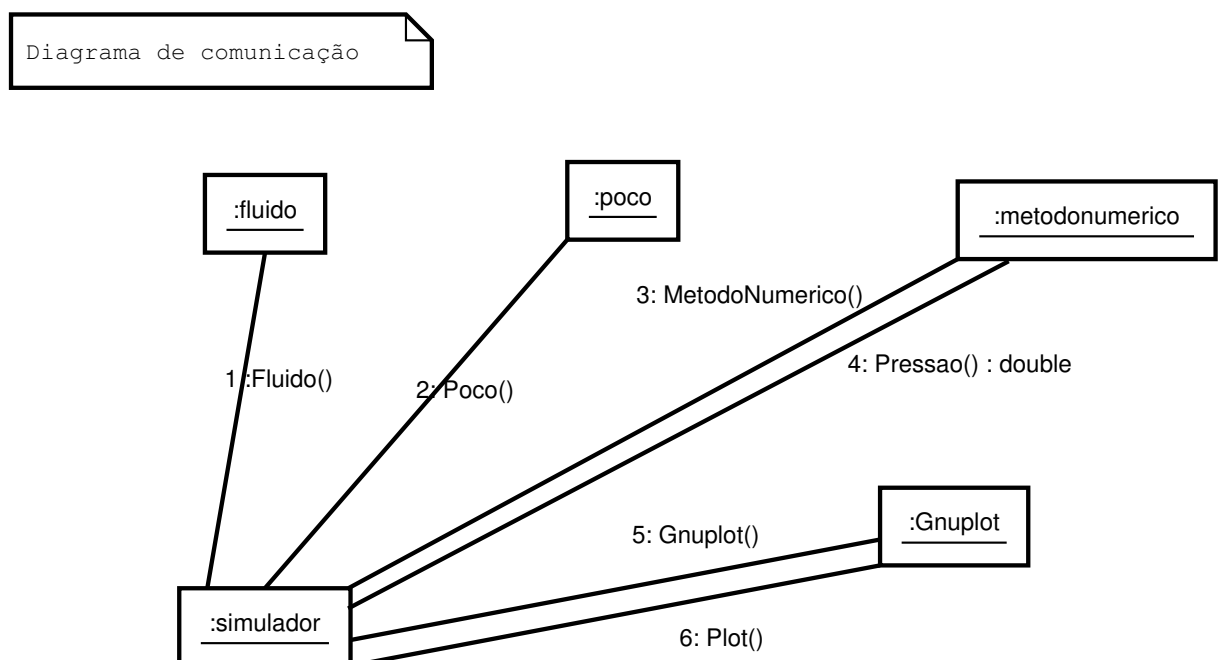 Diagrama de comunicação
:fluido
:poco
:metodonumerico
3: MetodoNumerico()
4: Pressao() : double
1 :Fluido()
2: Poco()
:Gnuplot
5: Gnuplot()
:simulador
6: Plot()